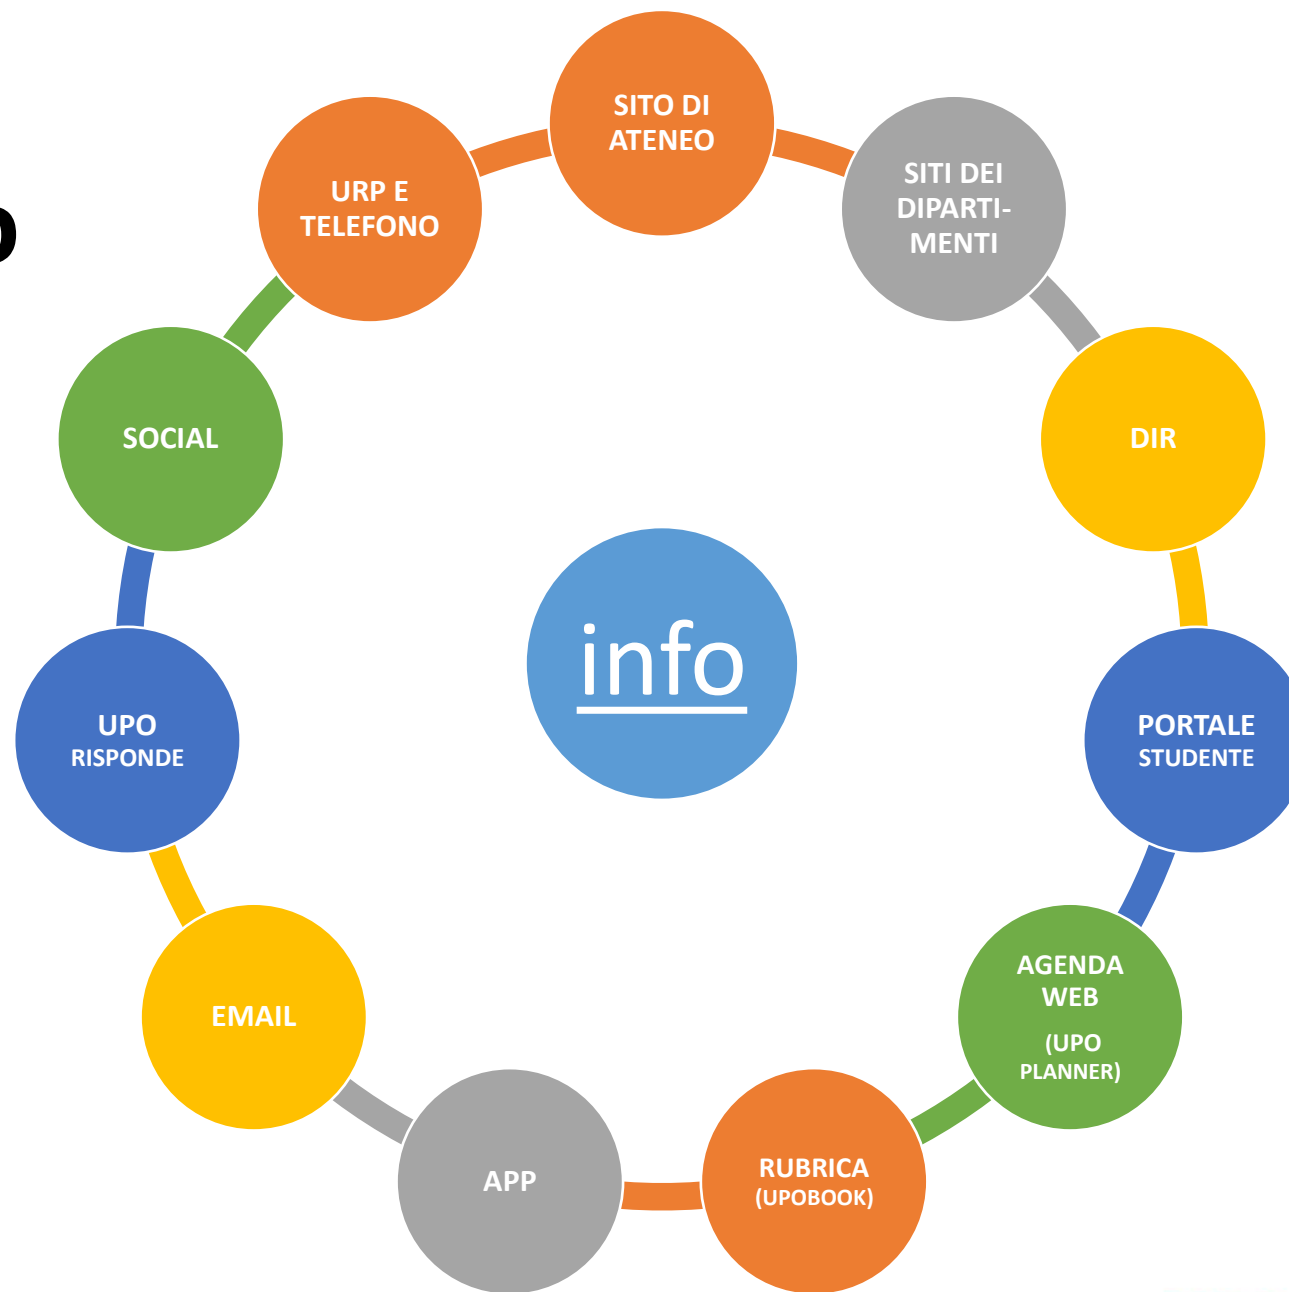 SITO DI
ATENEO
SITI DEI
DIPARTI-
MENTI
DIR
PORTALE
STUDENTE
AGENDA
WEB
(UPO
PLANNER)
RUBRICA
(UPOBOOK)
APP
EMAIL
UPO
RISPONDE
SOCIAL
URP E
TELEFONO
info